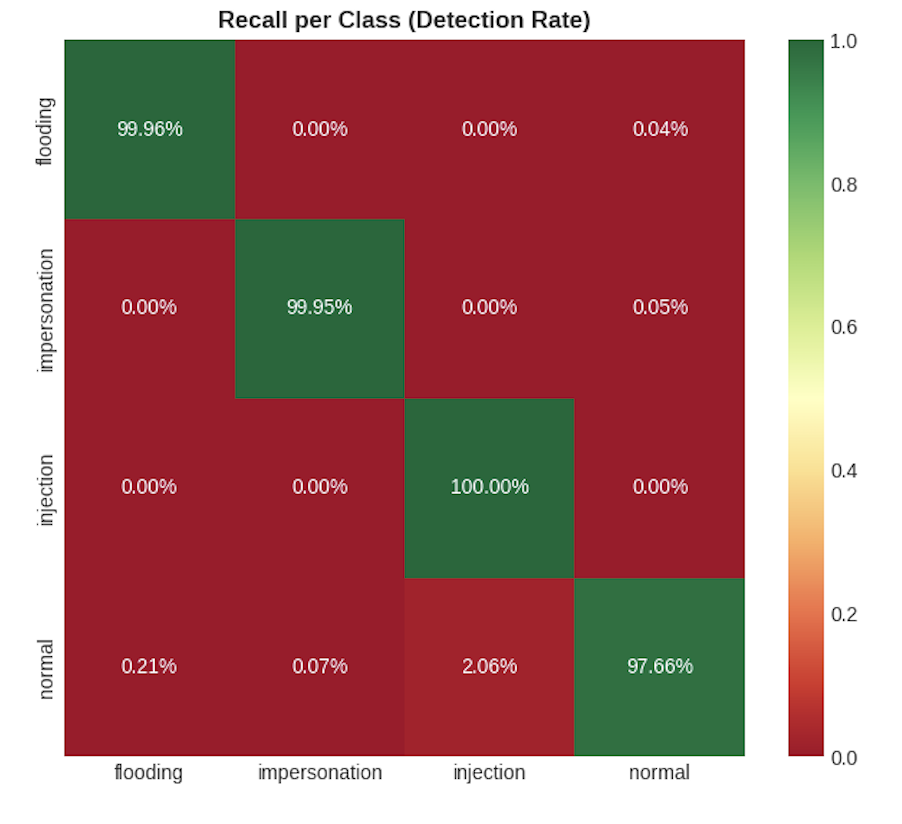 Recall per Class (Detection Rate)
flooding
99.96% 0.00% 0.00% 0.04%
impersonation
0.00% 99.95% 0.00% 0.05%
injection
0.00% 0.00% 100.00% 0.00%
normal
0.21% 0.07% 2.06% 97.66%
flooding impersonation injection normal
1.0
0.8
0.6
0.4
0.2
0.0